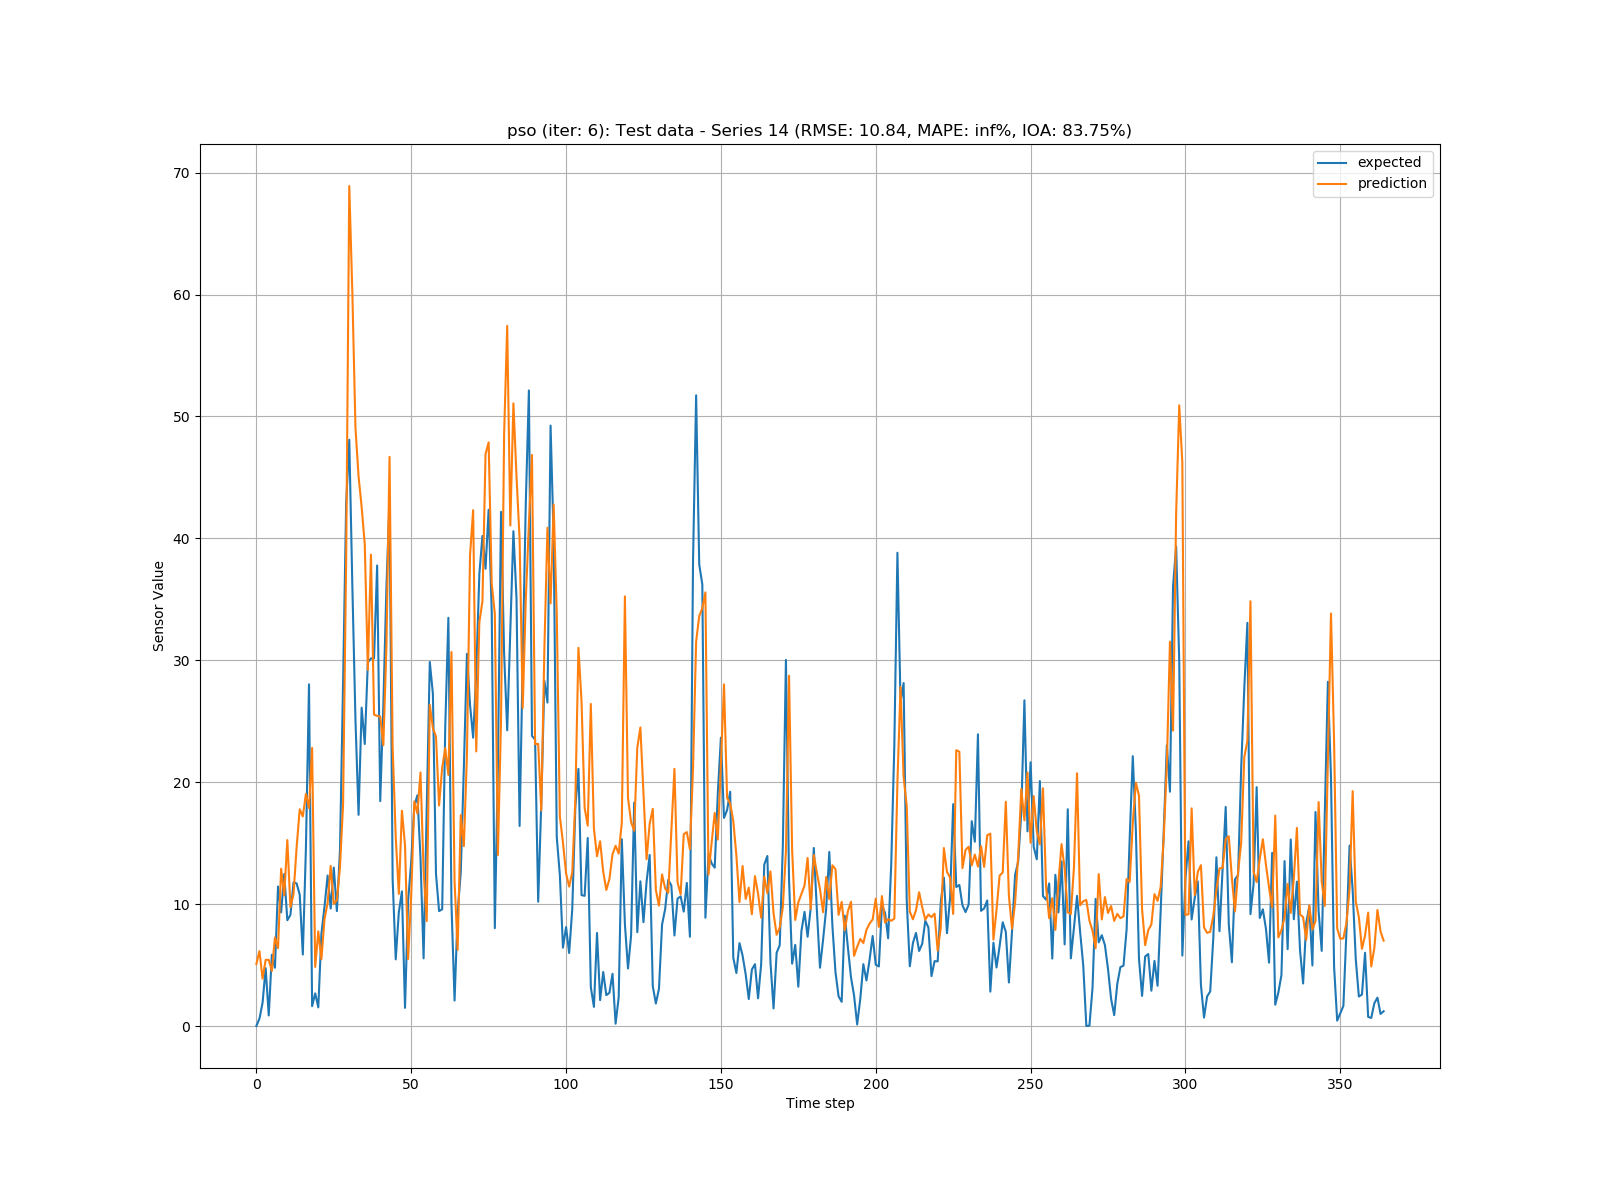 pso (iter: 6): Test data - Series 14 (RMSE: 10.84, MAPE: inf%, IOA: 83.75%)
expected
prediction
70
60
50
40
30
20
10
0
Sensor Value
0 50 100 150 200 250 300 350
Time step